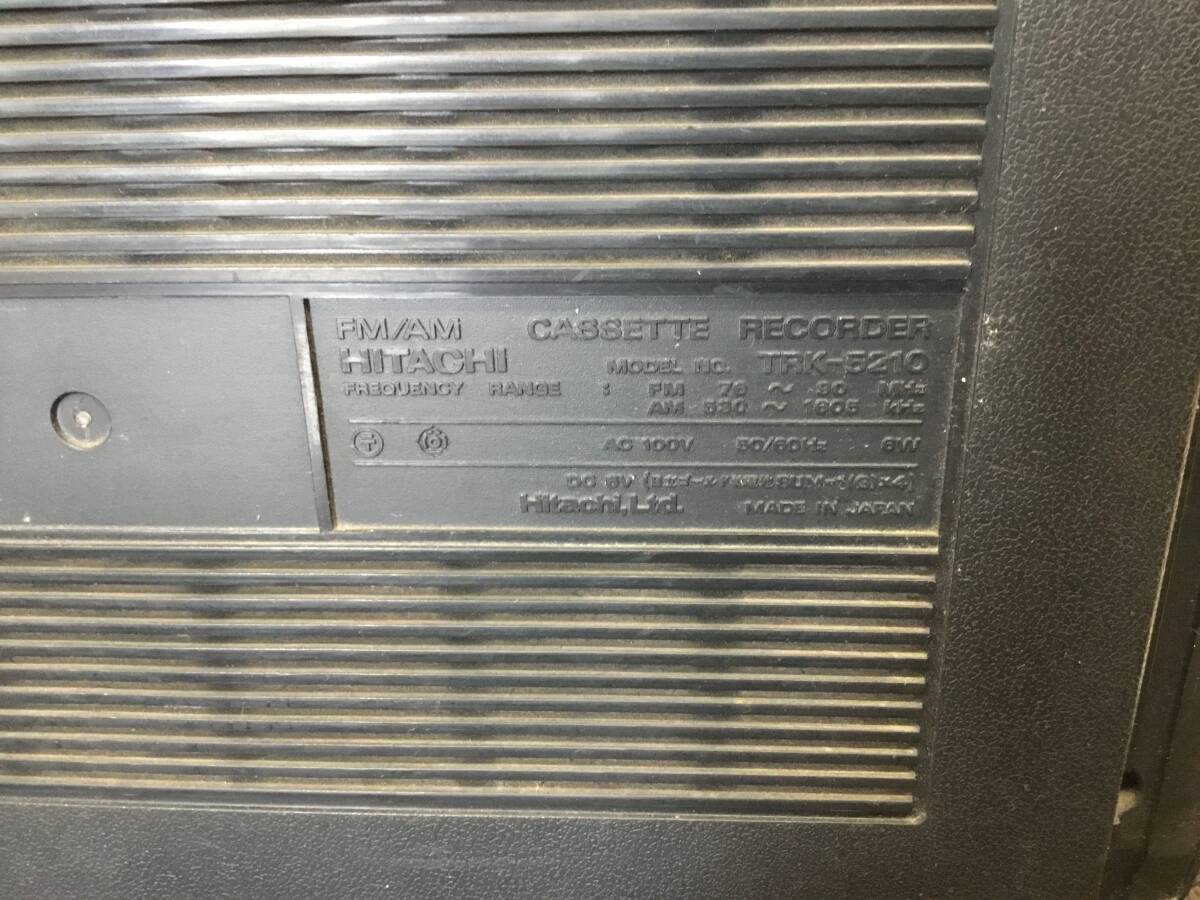 FM/AM CASSETTE RECORDER
HITACHI MODEL NO. TRK-5210
FREQUENCY RANGE : FM 76 ~ 90 MHz
AM 530 ~ 1605 kHz
AC 100V 50/60Hz 6W
DC 6V
Hitachi, Ltd. MADE IN JAPAN